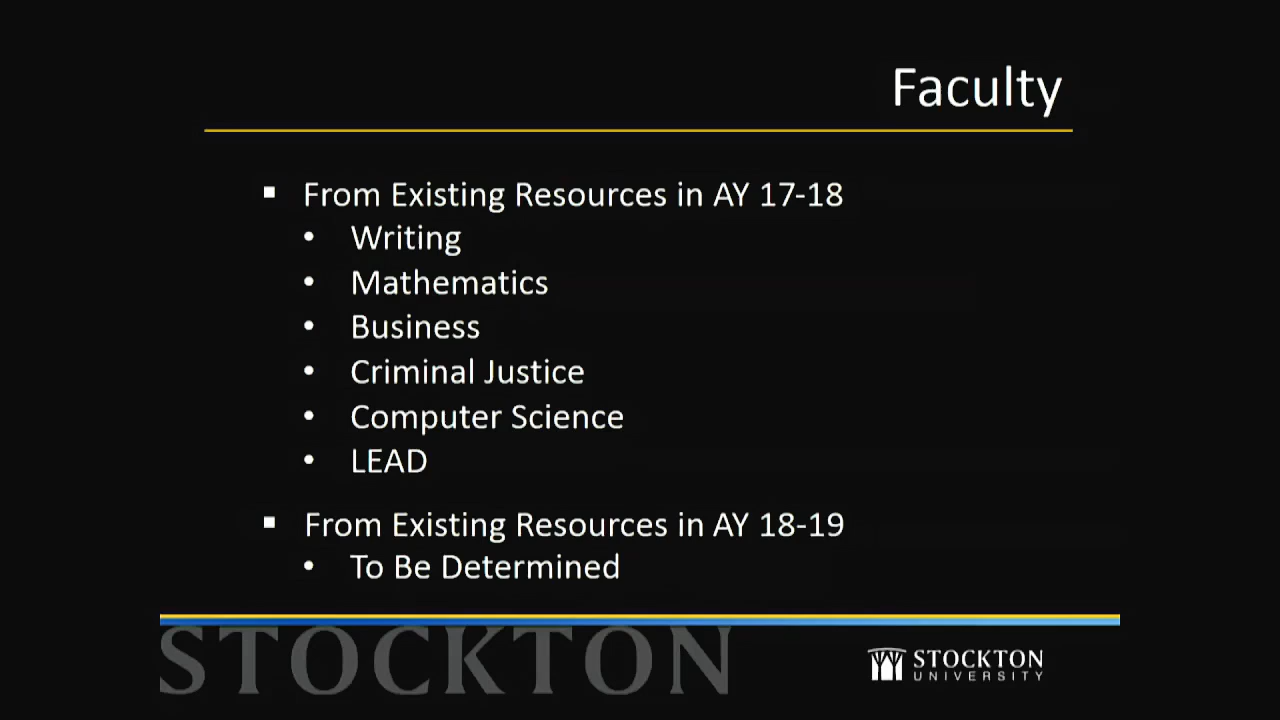 Faculty
▪ From Existing Resources in AY 17-18
• Writing
• Mathematics
• Business
• Criminal Justice
• Computer Science
• LEAD
▪ From Existing Resources in AY 18-19
• To Be Determined
STOCKTON
STOCKTON
UNIVERSITY